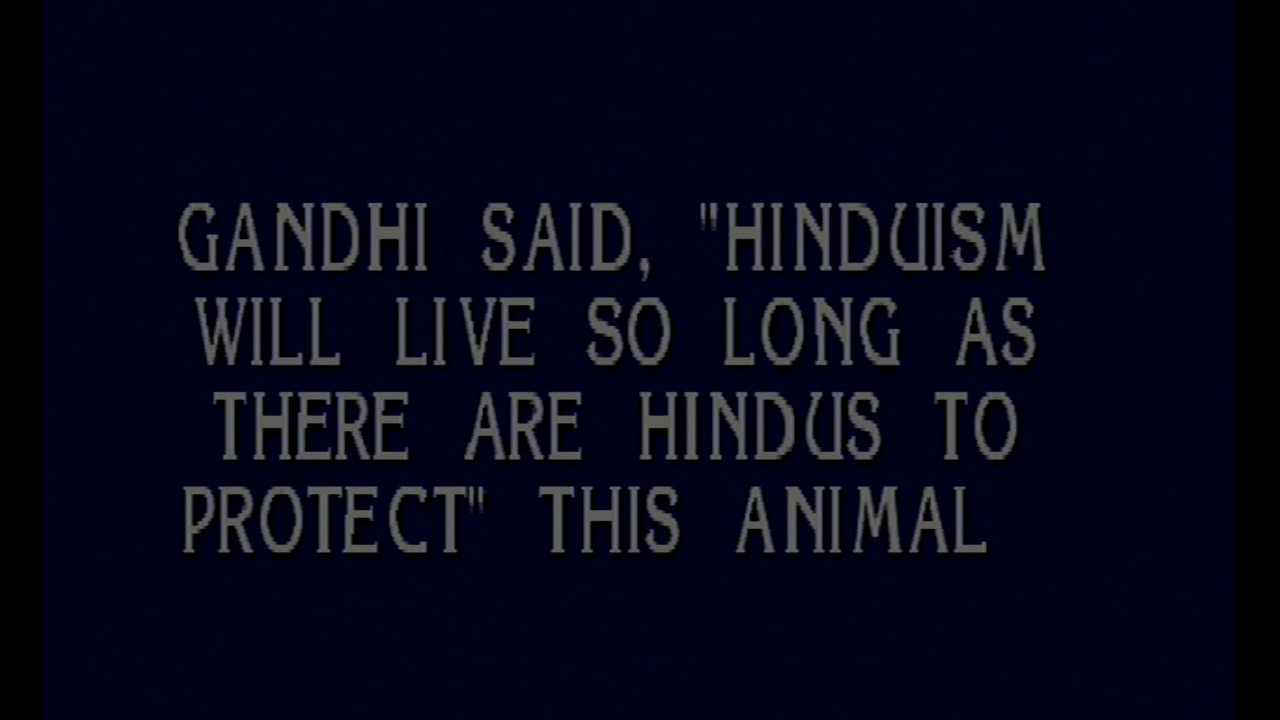 GANDHI SAID, "HINDUISM
WILL LIVE SO LONG AS
THERE ARE HINDUS TO
PROTECT" THIS ANIMAL